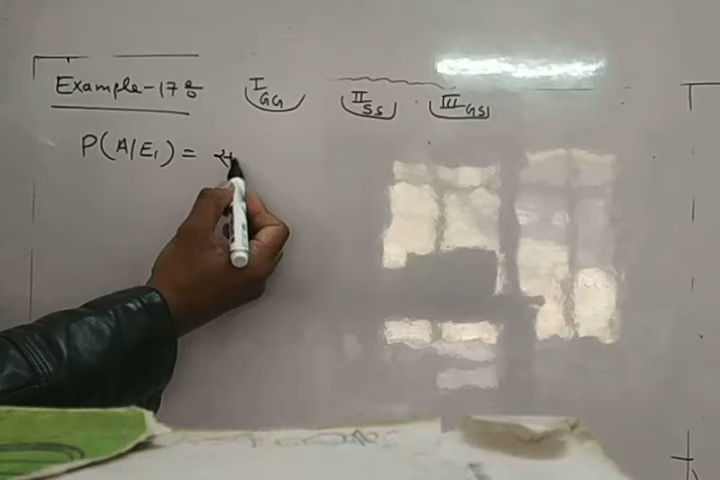 Example-17 : I GG II SS III GS
P(A/E₁) =